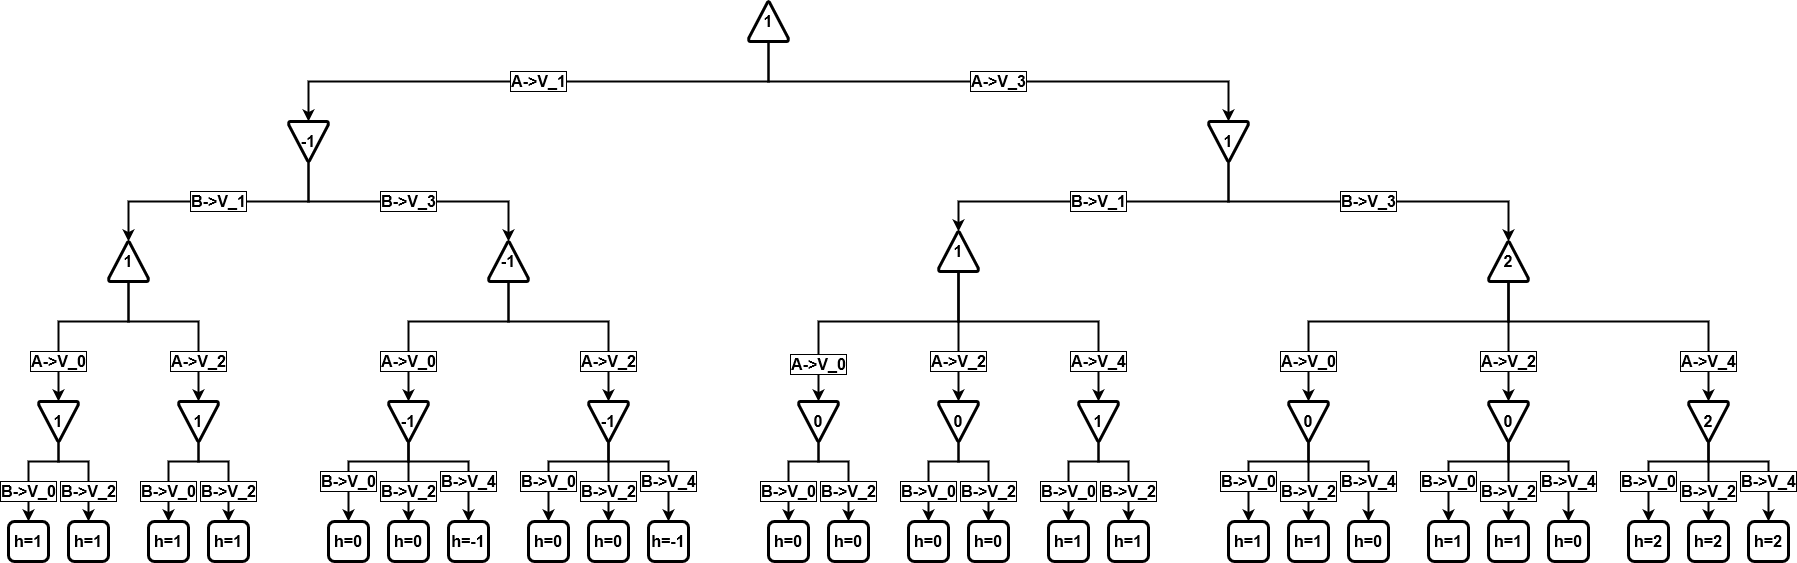 1
A->V_1 A->V_3
-1 1
B->V_1 B->V_3 B->V_1 B->V_3
1 -1 1 2
A->V_0 A->V_2 A->V_0 A->V_2 A->V_0 A->V_2 A->V_4 A->V_0 A->V_2 A->V_4
1 1 -1 -1 0 0 1 0 0 2
B->V_0 B->V_2 B->V_0 B->V_2 B->V_0 B->V_2 B->V_4 B->V_0 B->V_2 B->V_4 B->V_0 B->V_2 B->V_0 B->V_2 B->V_0 B->V_2 B->V_0 B->V_2 B->V_4 B->V_0 B->V_2 B->V_4 B->V_0 B->V_2 B->V_4
h=1 h=1 h=1 h=1 h=0 h=0 h=-1 h=0 h=0 h=-1 h=0 h=0 h=0 h=0 h=1 h=1 h=1 h=1 h=0 h=1 h=1 h=0 h=2 h=2 h=2